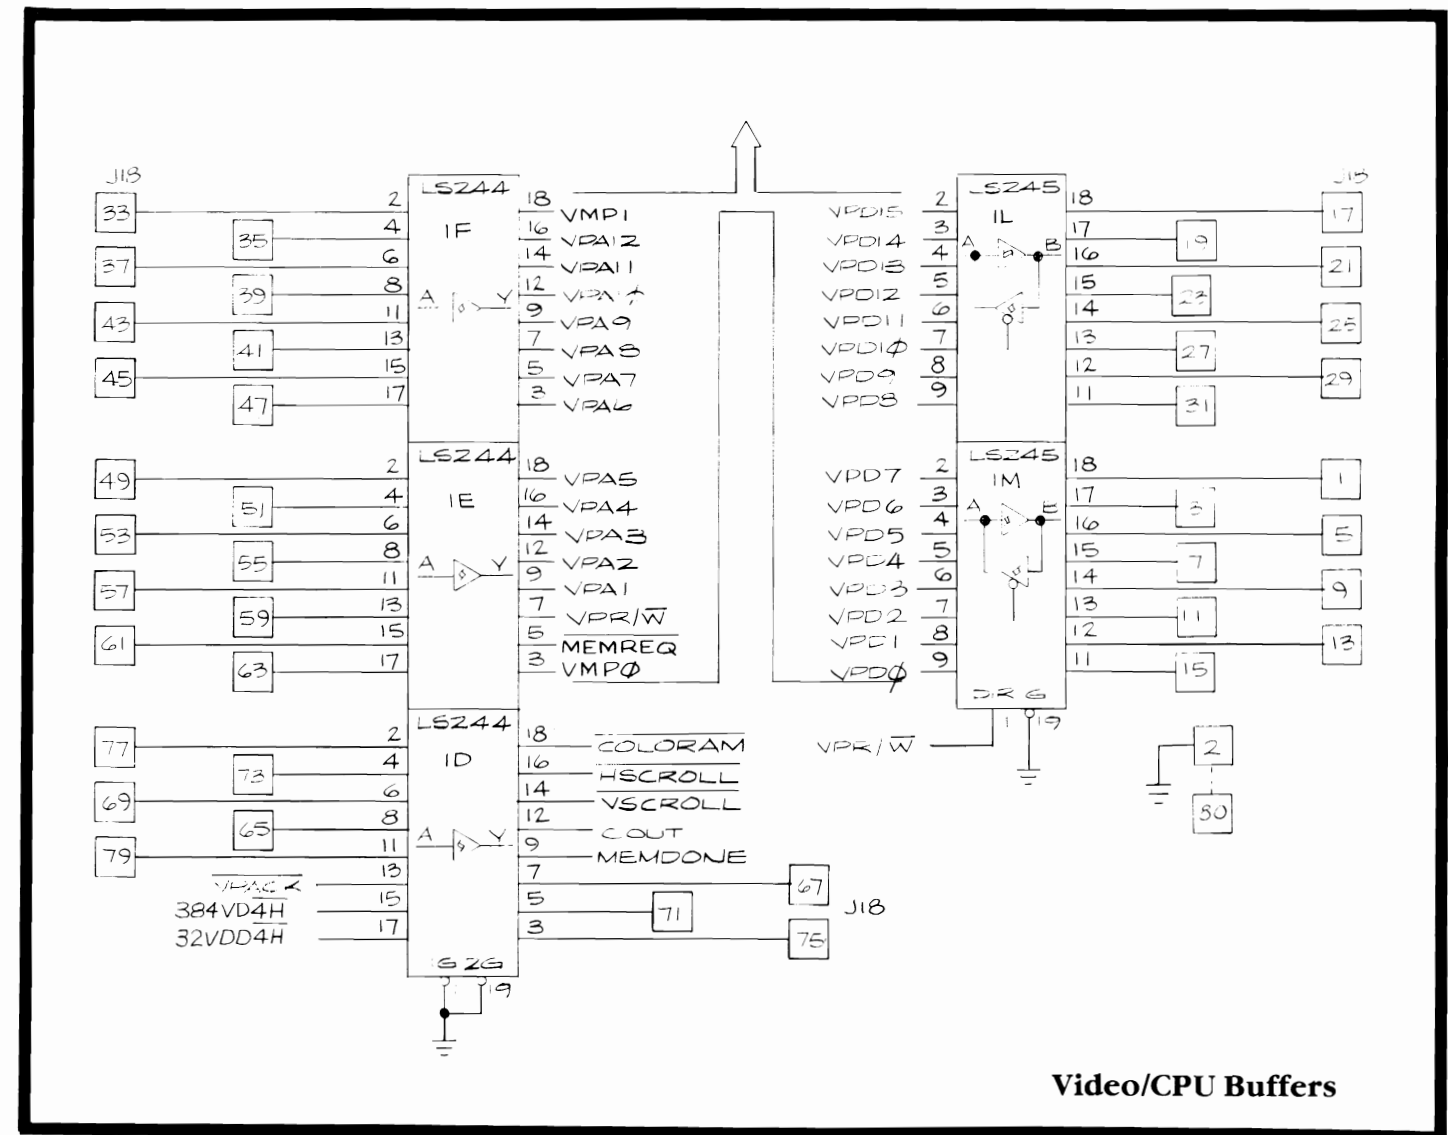 J18
LS244
1F
33 2 18 VMP1
35 4 16 VPA12
37 6 14 VPA11
39 8 12
A Y
43 11 9 VPA9
41 13 7 VPA8
45 15 5 VPA7
47 17 3 VPA6
LS244
1E
49 2 18 VPA5
51 4 16 VPA4
53 6 14 VPA3
55 8 12 VPA2
A Y
57 11 9 VPA1
59 13 7 VPR/W
61 15 5 MEMREQ
63 17 3 VMP0
LS244
1D
77 2 18 COLORAM
73 4 16 HSCROLL
69 6 14 VSCROLL
65 8 12 COUT
A Y
79 11 9 MEMDONE
VPACK 13 7 67
384VD4H 15 5 71
J18
32VDD4H 17 3 75
1G 2G
19
LS245
1L
J18
VPD15 2 18 17
VPD14 3 17 19
A B
VPD13 4 16 21
VPD12 5 15 23
VPD11 6 14 25
VPD10 7 13 27
VPD9 8 12 29
VPD8 9 11 31
LS245
1M
VPD7 2 18 1
VPD6 3 17 3
A B
VPD5 4 16 5
VPD4 5 15 7
VPD3 6 14 9
VPD2 7 13 11
VPD1 8 12 13
VPD0 9 11 15
DIR G
1 19
VPR/W
2
80
Video/CPU Buffers